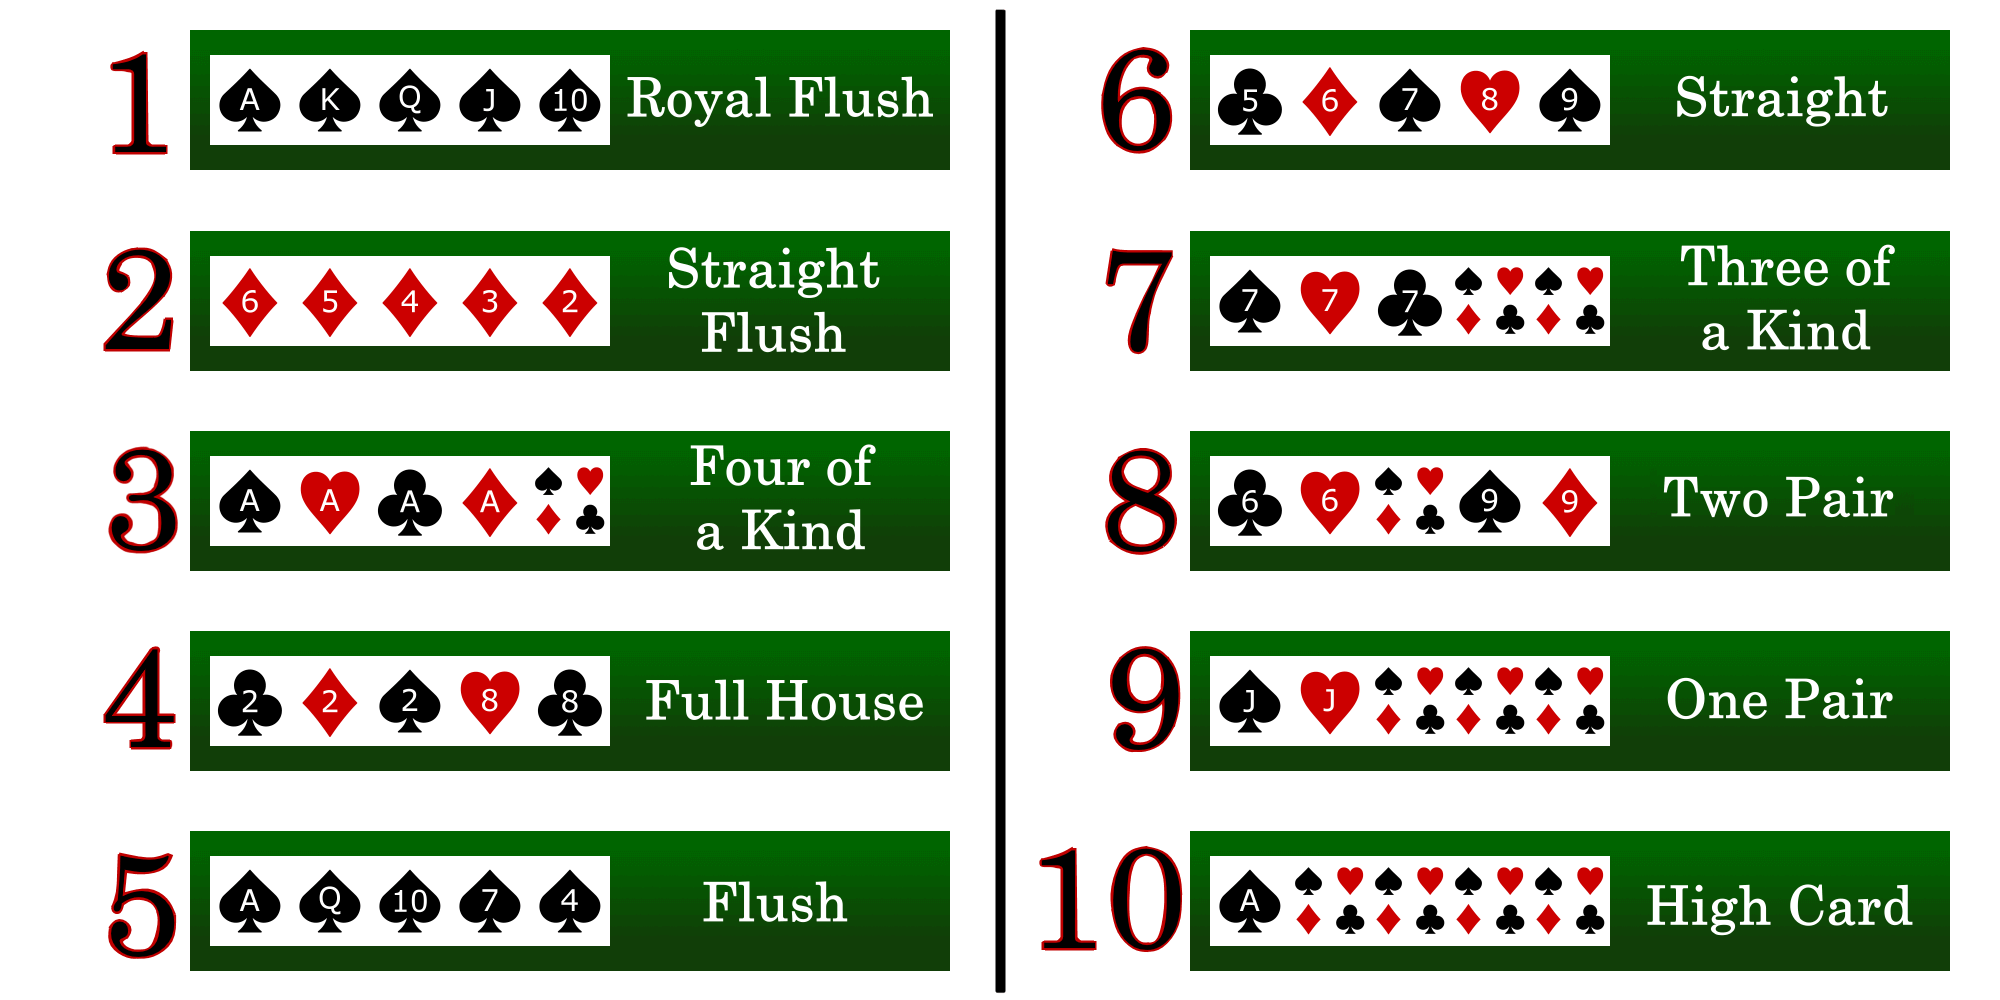 1
A K Q J 10
Royal Flush
2
6 5 4 3 2
Straight
Flush
3
A A A A
Four of
a Kind
4
2 2 2 8 8
Full House
5
A Q 10 7 4
Flush
6
5 6 7 8 9
Straight
7
7 7 7
Three of
a Kind
8
6 6 9 9
Two Pair
9
J J
One Pair
10
A
High Card